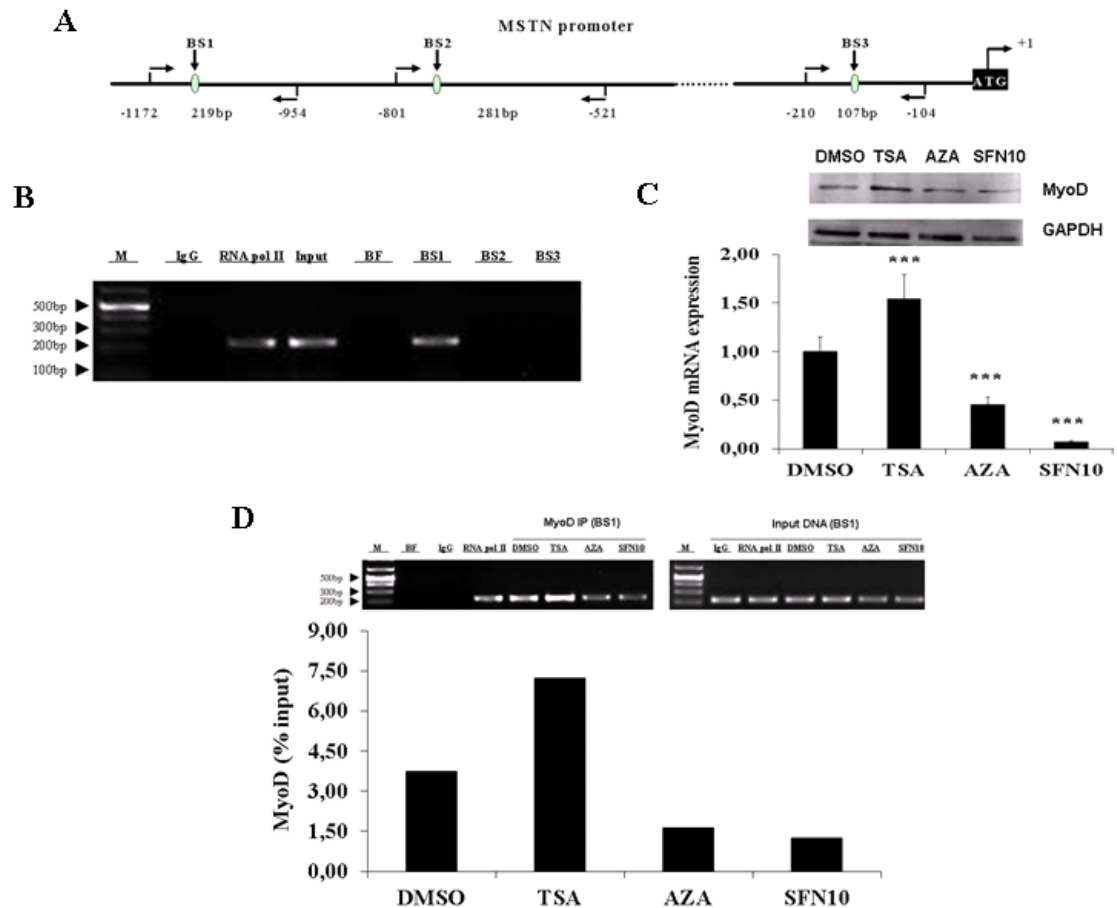 A
MSTN promoter
BS1 BS2 BS3 +1
ATG
-1172 219bp -954 -801 281bp -521 -210 107bp -104
B
M IgG RNA pol II Input BF BS1 BS2 BS3
500bp
300bp
200bp
100bp
C
DMSO TSA AZA SFN10
MyoD
GAPDH
MyoD mRNA expression
2,00
1,50
1,00
0,50
0,00
***
***
***
DMSO TSA AZA SFN10
D
MyoD IP (BS1)
M BF IgG RNA pol II DMSO TSA AZA SFN10
500bp
300bp
200bp
Input DNA (BS1)
M IgG RNA pol II DMSO TSA AZA SFN10
MyoD (% input)
9,00
7,50
6,00
4,50
3,00
1,50
0,00
DMSO TSA AZA SFN10